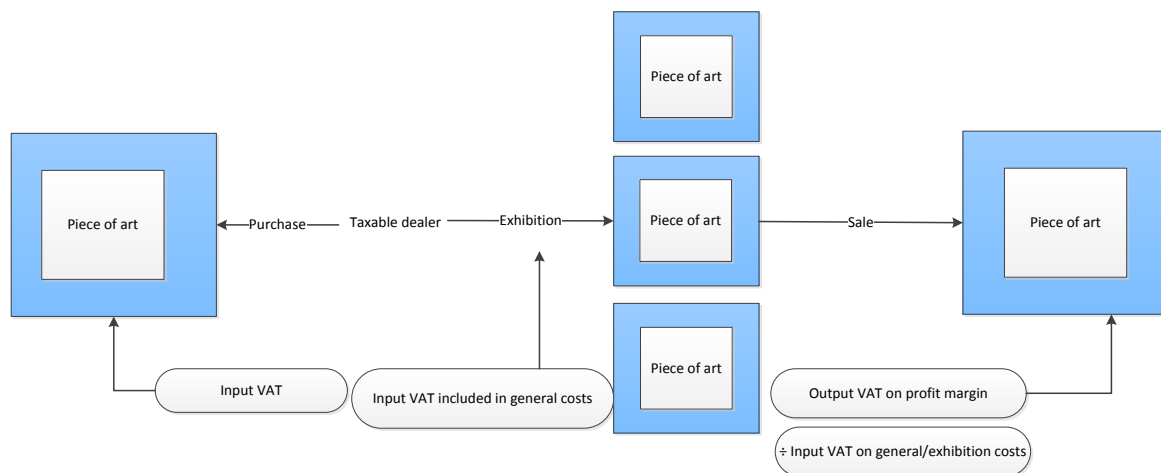 Piece of art
Piece of art
Purchase
Taxable dealer
Exhibition
Piece of art
Sale
Piece of art
Piece of art
Input VAT
Input VAT included in general costs
Output VAT on profit margin
÷ Input VAT on general/exhibition costs